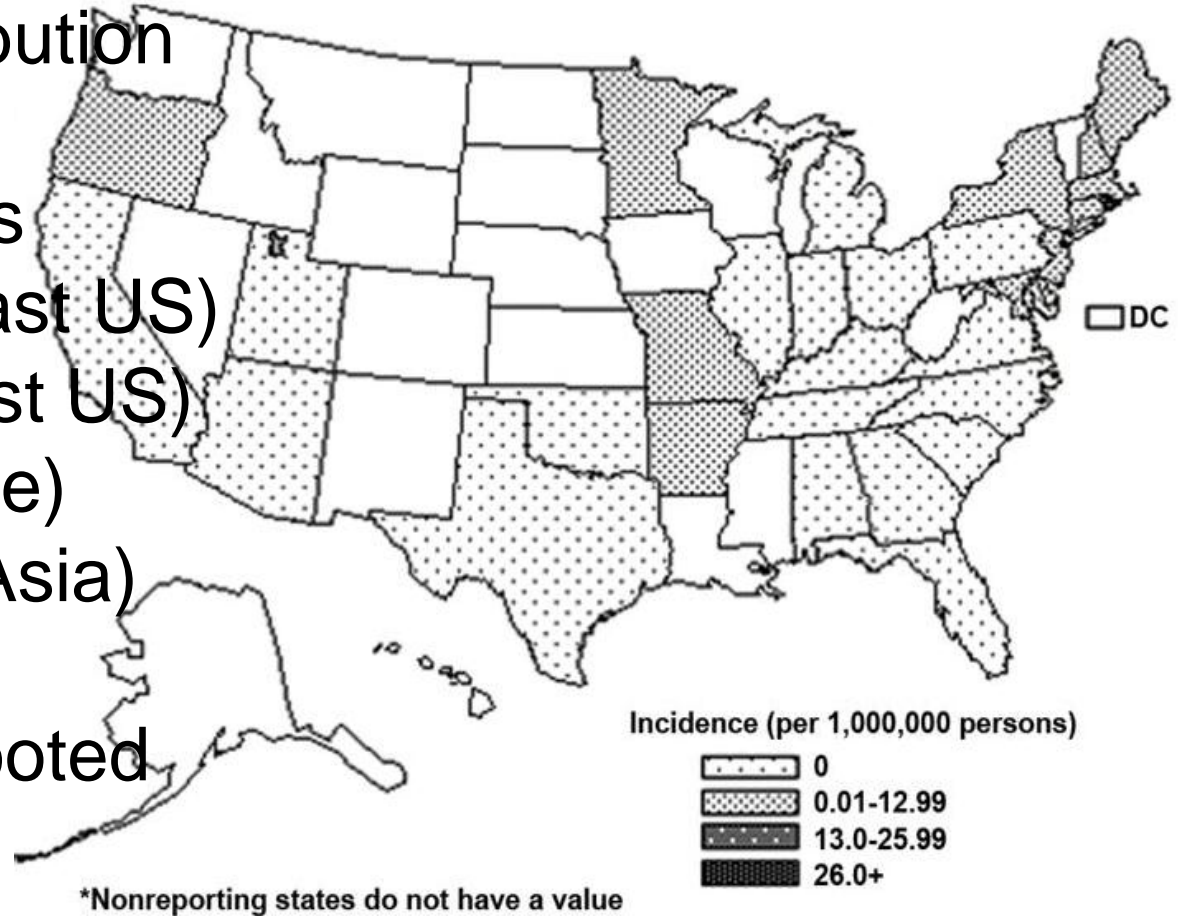 bution
s
ast US)
st US)
e)
Asia)
ooted
DC
Incidence (per 1,000,000 persons)
0
0.01-12.99
13.0-25.99
26.0+
*Nonreporting states do not have a value